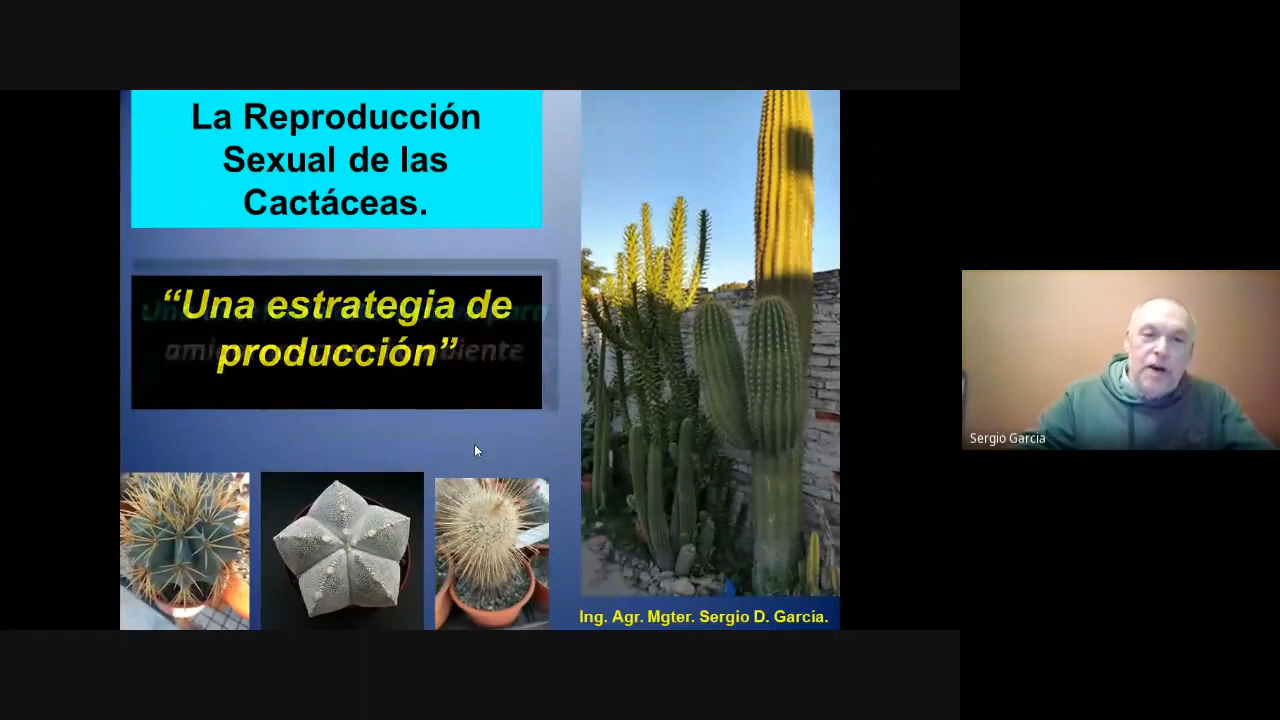 La Reproducción
Sexual de las
Cactáceas.
“Una estrategia de
producción”
Ing. Agr. Mgter. Sergio D. García.
Sergio Garcia